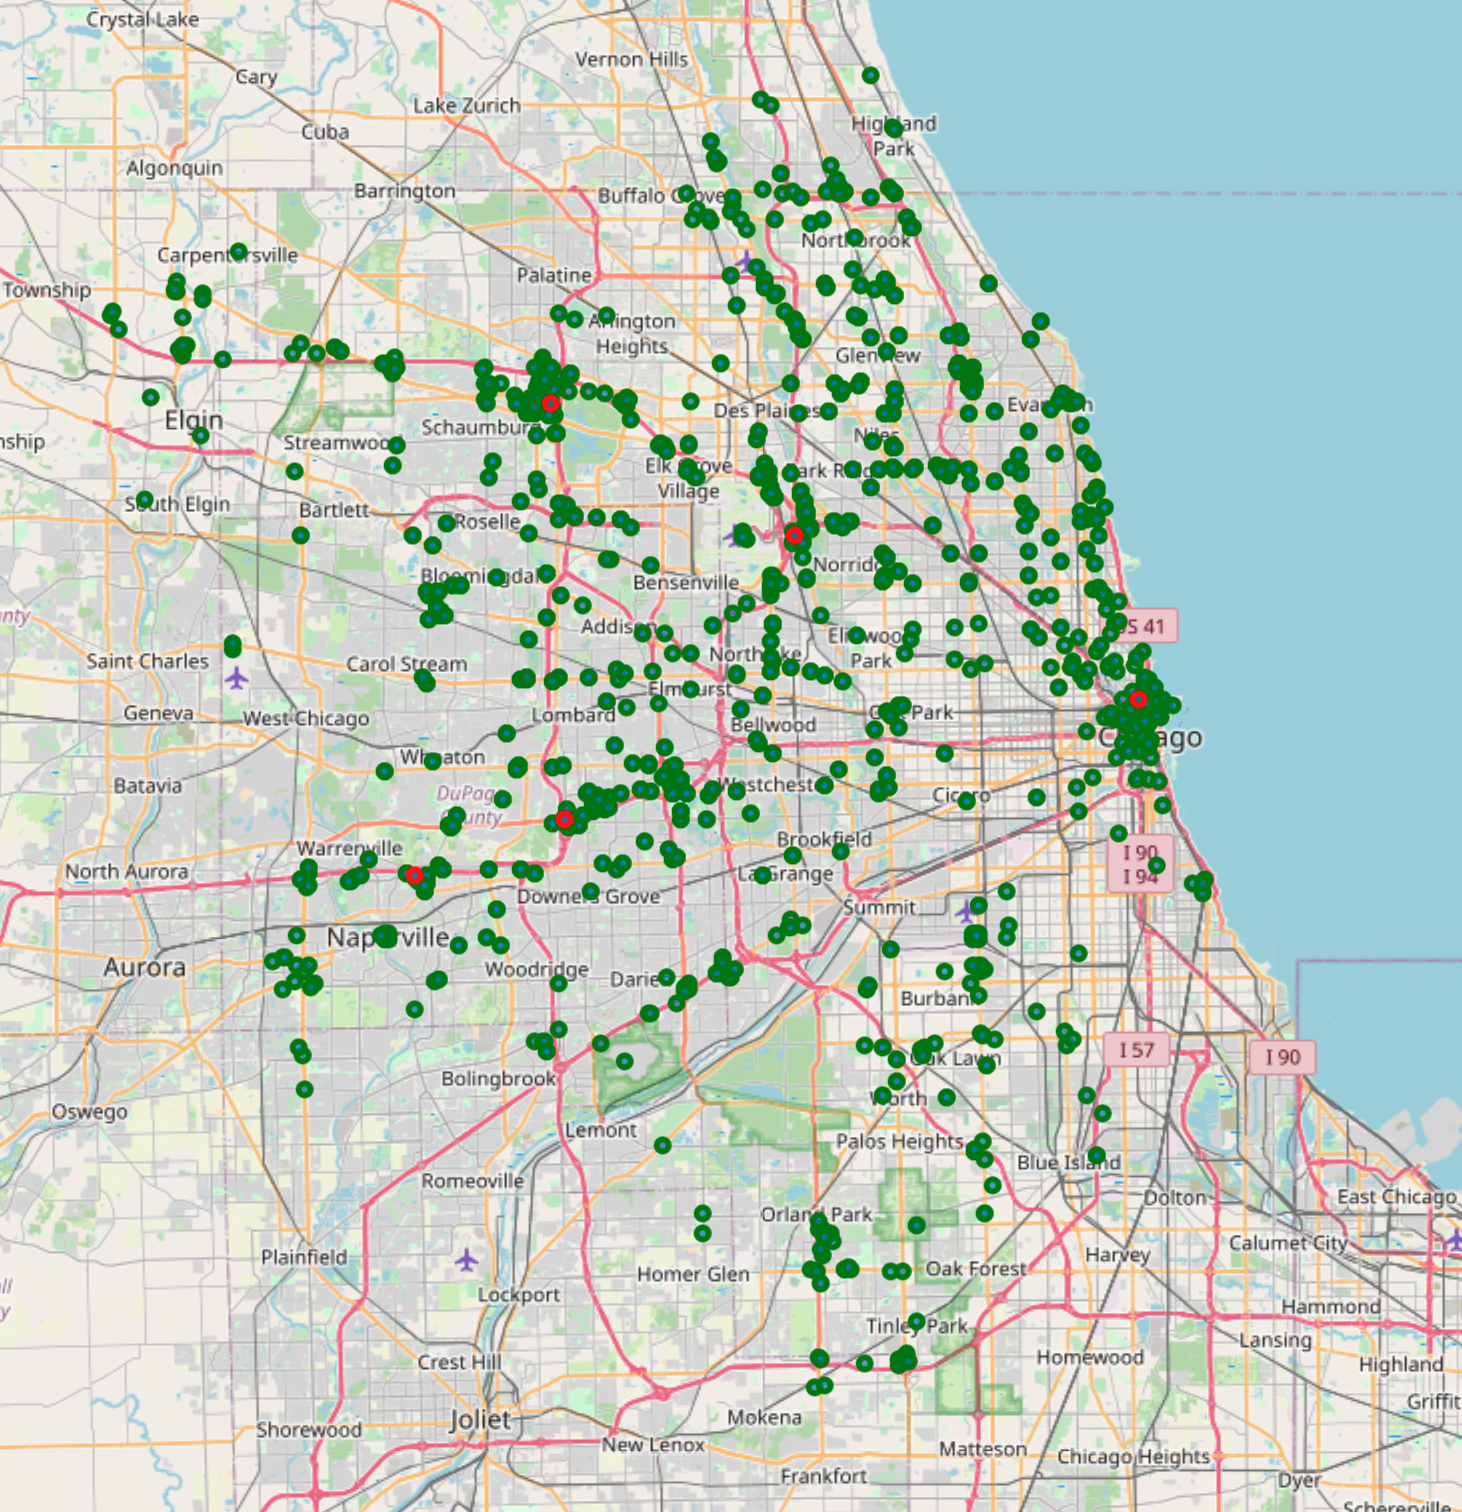 Crystal Lake
Vernon Hills
Cary
Lake Zurich
Cuba
Highland
Park
Algonquin
Barrington
Buffalo Grove
Northbrook
Carpentersville
Palatine
Township
Arlington
Heights
Glenview
Evanston
Des Plaines
Elgin
Schaumburg
Niles
nship
Streamwood
Elk Grove
Village
Park Ridge
South Elgin
Bartlett
Roselle
Norridge
Bloomingdale
Bensenville
unty
US 41
Addison
Elmwood
Park
Saint Charles
Carol Stream
Northlake
Elmhurst
Geneva
West Chicago
Lombard
Oak Park
Bellwood
Chicago
Wheaton
Batavia
Westchester
DuPage
County
Cicero
Brookfield
Warrenville
I 90
I 94
North Aurora
La Grange
Downers Grove
Summit
Naperville
Aurora
Woodridge
Darien
Burbank
I 57
I 90
Oak Lawn
Bolingbrook
Worth
Oswego
Lemont
Palos Heights
Blue Island
Romeoville
Dolton
East Chicago
Orland Park
Calumet City
Plainfield
Harvey
Homer Glen
Oak Forest
ll
y
Lockport
Hammond
Tinley Park
Lansing
Crest Hill
Homewood
Highland
Griffit
Joliet
Mokena
Shorewood
New Lenox
Matteson
Chicago Heights
Frankfort
Dyer
Schererville